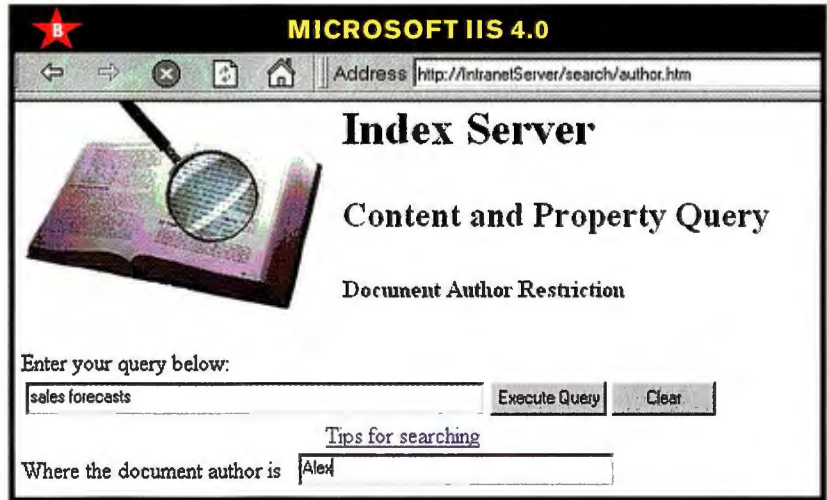 B
MICROSOFT IIS 4.0
Address http://IntranetServer/search/author.htm
Index Server
Content and Property Query
Document Author Restriction
Enter your query below:
sales forecasts Execute Query Clear
Tips for searching
Where the document author is Alex